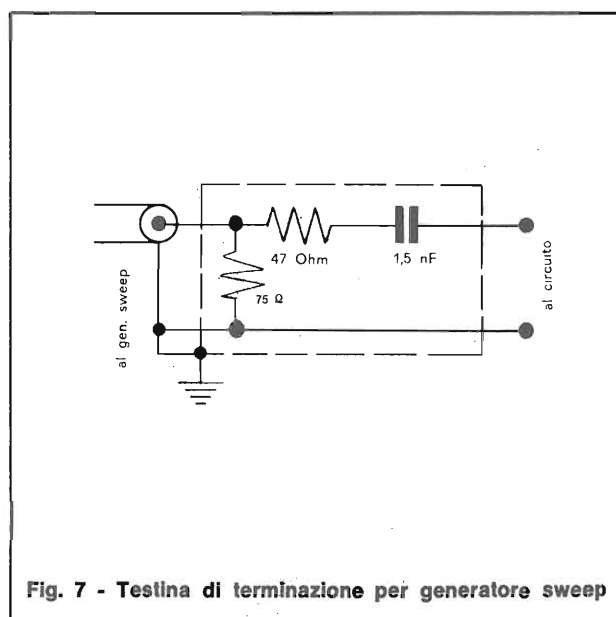 47 Ohm
1,5 nF
75 Ω
al gen. sweep
al circuito
Fig. 7 - Testina di terminazione per generatore sweep